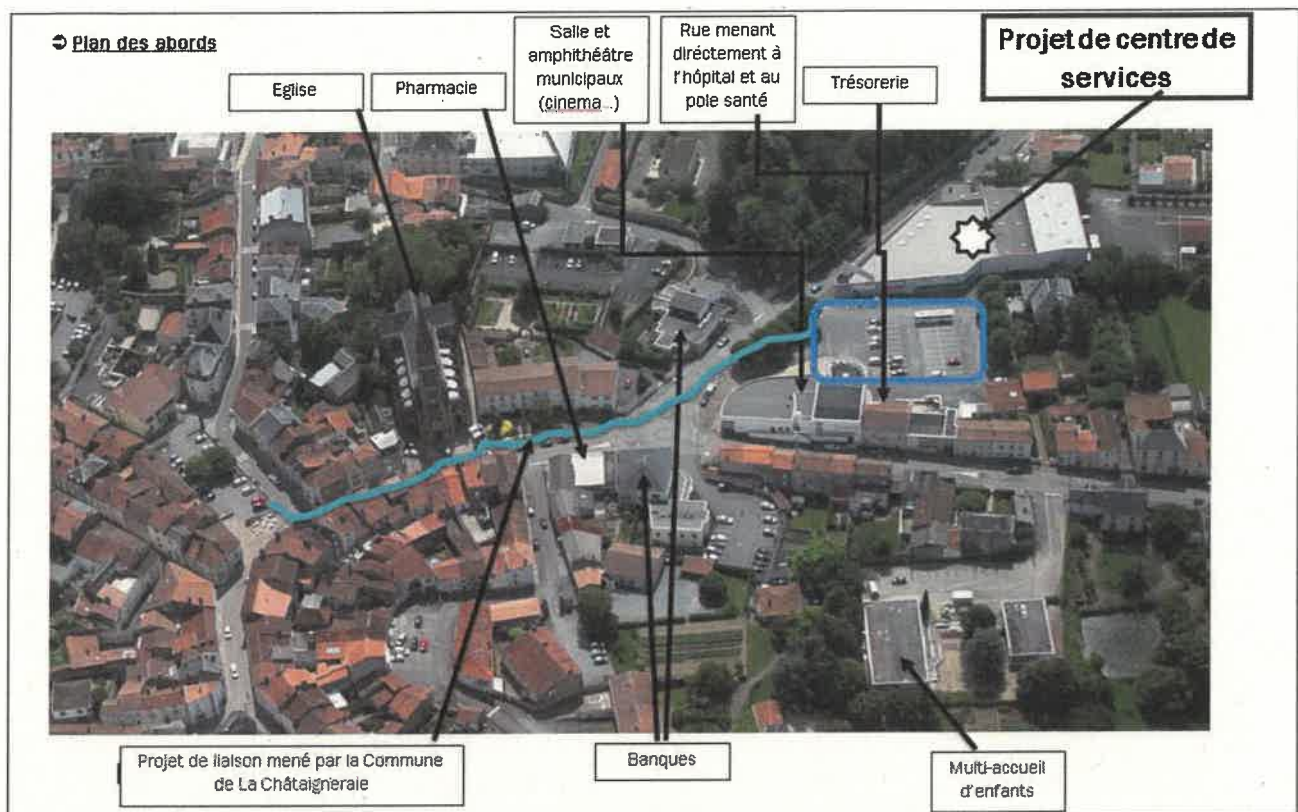 ➲ Plan des abords
Eglise
Pharmacie
Salle et
amphithéâtre
municipaux
(cinema...)
Rue menant
diréctement à
l'hôpital et au
pole santé
Trésorerie
Projet de centre de
services
Projet de liaison mené par la Commune
de La Châtaigneraie
Banques
Multi-accueil
d'enfants